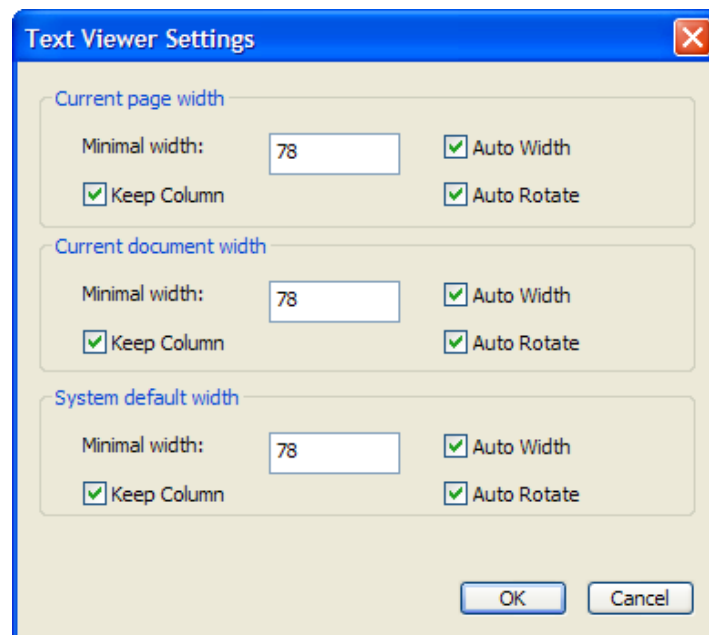 Text Viewer Settings
Current page width
Minimal width: 78 Auto Width
Keep Column Auto Rotate
Current document width
Minimal width: 78 Auto Width
Keep Column Auto Rotate
System default width
Minimal width: 78 Auto Width
Keep Column Auto Rotate
OK Cancel